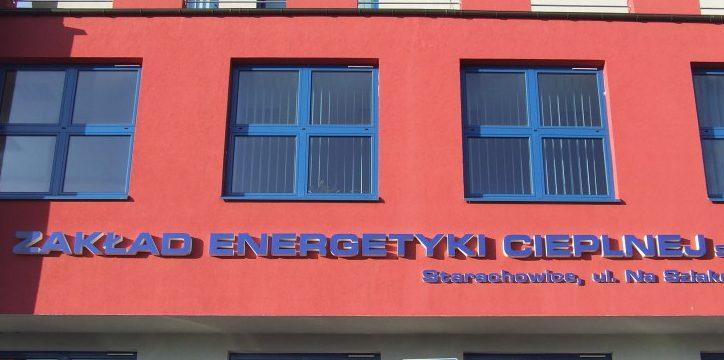 ZAKŁAD ENERGETYKI CIEPLNEJ
Starachowice, ul. Na